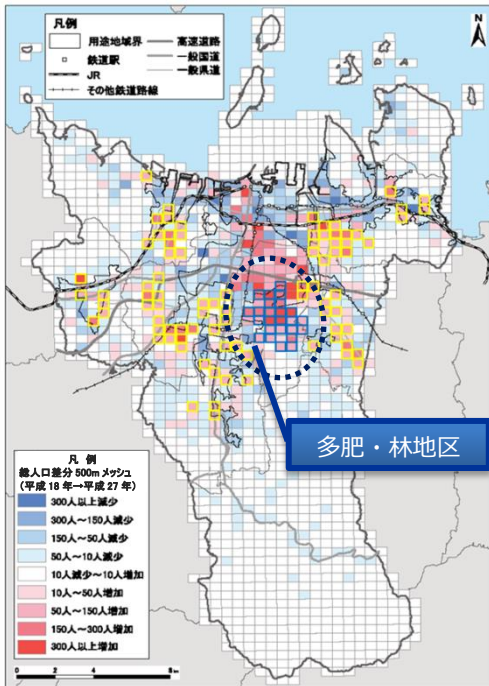 凡例
用途地域界
高速道路
鉄道駅
一般国道
JR
一般県道
その他鉄道路線
N
多肥・林地区
凡 例
総人口差分 500m メッシュ
(平成 18 年→平成 27 年)
300人以上減少
300人~150人減少
150人~50人減少
50人~10人減少
10人減少~10人増加
10人~50人増加
50人~150人増加
150人~300人増加
300人以上増加
0 2 4 8
km